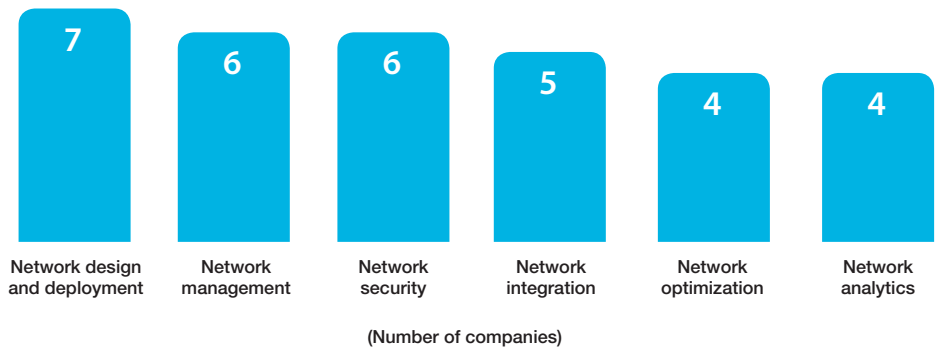 7
6
6
5
4
4
Network design
and deployment
Network
management
Network
security
Network
integration
Network
optimization
Network
analytics
(Number of companies)